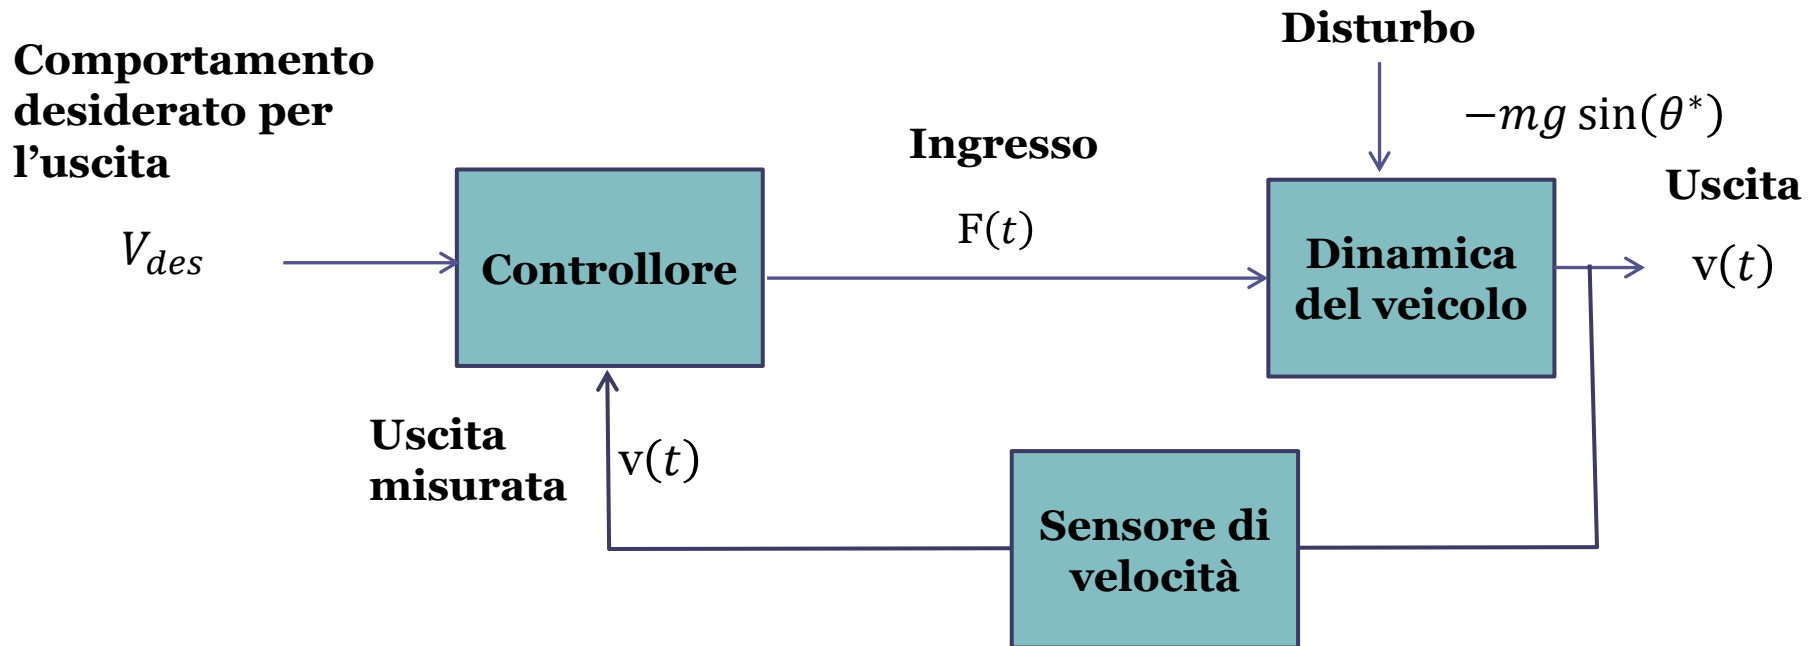 Disturbo
Comportamento
desiderato per
l’uscita
−mg sin(θ*)
Ingresso
Uscita
V_des
F(t)
Controllore
Dinamica
del veicolo
v(t)
Uscita
misurata
v(t)
Sensore di
velocità